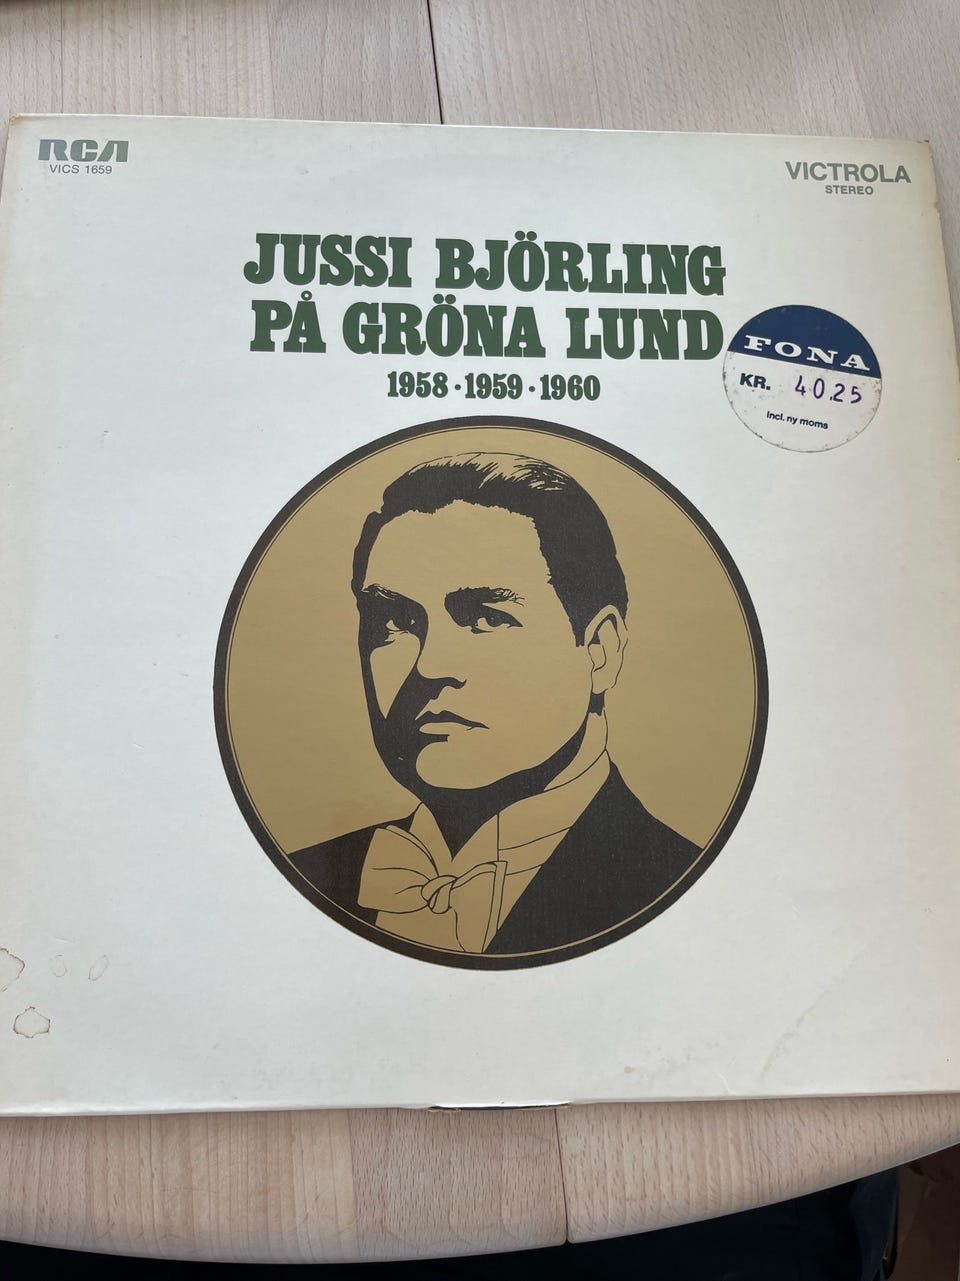 RCA
VICS 1659
VICTROLA
STEREO
JUSSI BJÖRLING
PÅ GRÖNA LUND
1958 · 1959 · 1960
FONA
KR. 40.25
Incl. ny moms